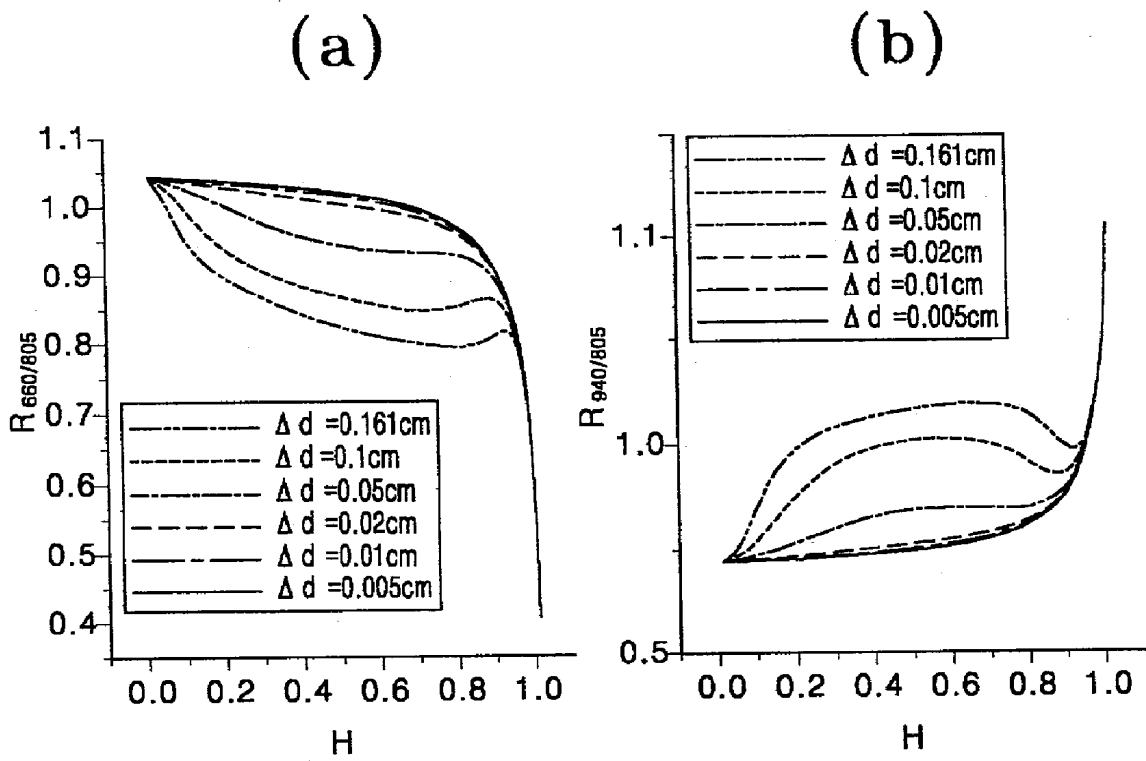 (a)
1.1
1.0
0.9
0.8
0.7
0.6
0.5
0.4
R660/805
Δ d =0.161cm
Δ d =0.1cm
Δ d =0.05cm
Δ d =0.02cm
Δ d =0.01cm
Δ d =0.005cm
0.0 0.2 0.4 0.6 0.8 1.0
H
(b)
Δ d =0.161cm
Δ d =0.1cm
Δ d =0.05cm
Δ d =0.02cm
Δ d =0.01cm
Δ d =0.005cm
1.1
1.0
0.5
R940/805
0.0 0.2 0.4 0.6 0.8 1.0
H